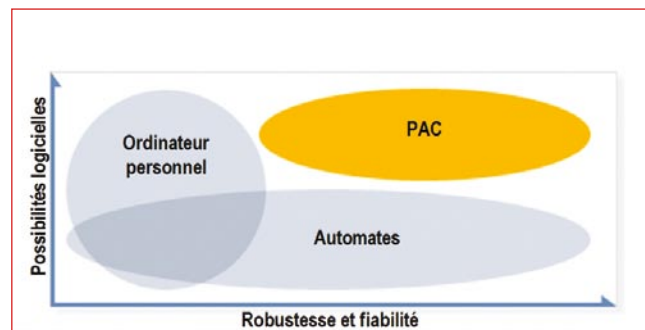 Possibilités logicielles
Ordinateur
personnel
PAC
Automates
Robustesse et fiabilité